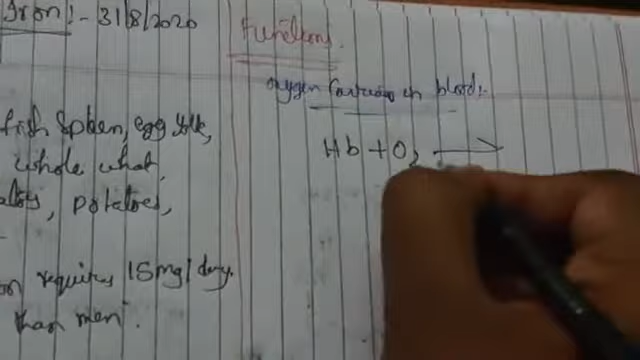 Iron:- 31/8/2020
Functions.
oxygen in blood:-
fish Spleen, egg yolk,
whole wheat,
Hb + O2 →
potatoes,
requires 15mg/day.
than men.